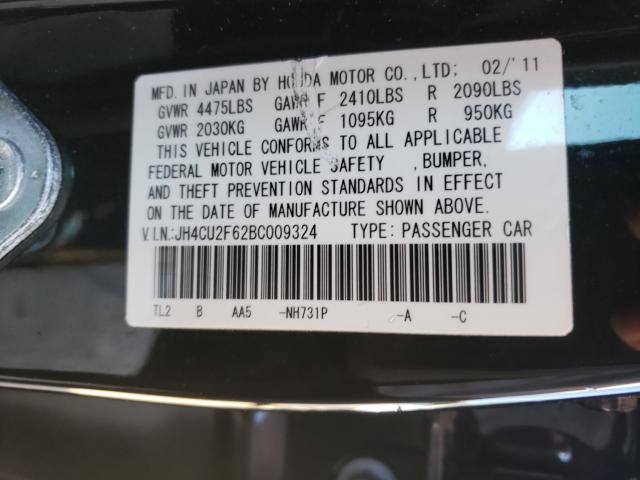 MFD. IN JAPAN BY HONDA MOTOR CO., LTD; 02/'11
GVWR 4475LBS GAWR F 2410LBS R 2090LBS
GVWR 2030KG GAWR F 1095KG R 950KG
THIS VEHICLE CONFORMS TO ALL APPLICABLE
FEDERAL MOTOR VEHICLE SAFETY , BUMPER,
AND THEFT PREVENTION STANDARDS IN EFFECT
ON THE DATE OF MANUFACTURE SHOWN ABOVE.
V.I.N.:JH4CU2F62BC009324 TYPE: PASSENGER CAR
TL2 B AA5 -NH731P -A -C